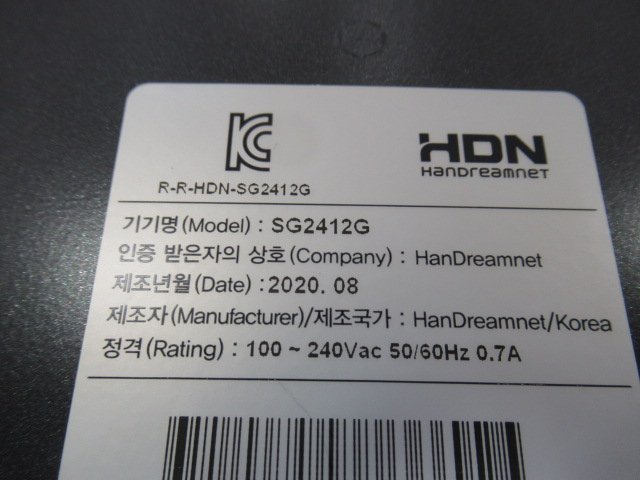 KC
HDN
HANDREAMNET
R-R-HDN-SG2412G
기기명(Model) : SG2412G
인증 받은자의 상호(Company) : HanDreamnet
제조년월(Date) : 2020. 08
제조자(Manufacturer)/제조국가 : HanDreamnet/Korea
정격(Rating) : 100 ~ 240Vac 50/60Hz 0.7A